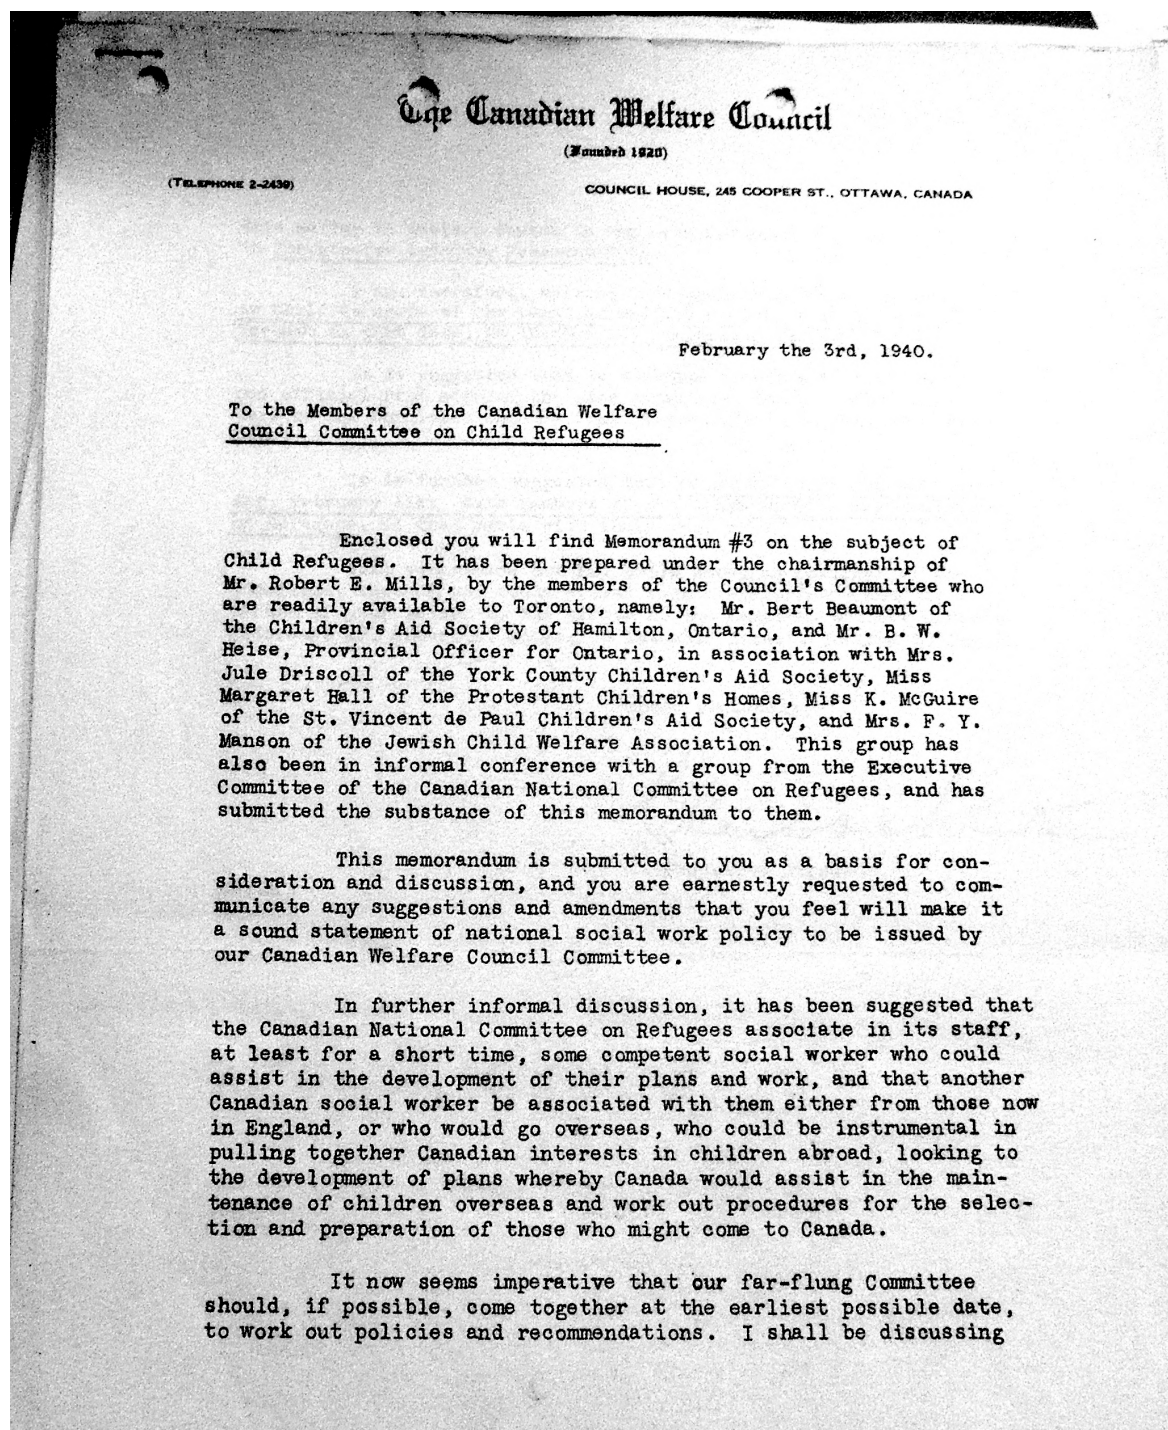 The Canadian Welfare Council
(Founded 1920)
(TELEPHONE 2-2439)
COUNCIL HOUSE, 245 COOPER ST., OTTAWA, CANADA
February the 3rd, 1940.
To the Members of the Canadian Welfare
Council Committee on Child Refugees
Enclosed you will find Memorandum #3 on the subject of
Child Refugees. It has been prepared under the chairmanship of
Mr. Robert E. Mills, by the members of the Council's Committee who
are readily available to Toronto, namely: Mr. Bert Beaumont of
the Children's Aid Society of Hamilton, Ontario, and Mr. B. W.
Heise, Provincial Officer for Ontario, in association with Mrs.
Jule Driscoll of the York County Children's Aid Society, Miss
Margaret Hall of the Protestant Children's Homes, Miss K. McGuire
of the St. Vincent de Paul Children's Aid Society, and Mrs. F. Y.
Manson of the Jewish Child Welfare Association. This group has
also been in informal conference with a group from the Executive
Committee of the Canadian National Committee on Refugees, and has
submitted the substance of this memorandum to them.
This memorandum is submitted to you as a basis for con-
sideration and discussion, and you are earnestly requested to com-
municate any suggestions and amendments that you feel will make it
a sound statement of national social work policy to be issued by
our Canadian Welfare Council Committee.
In further informal discussion, it has been suggested that
the Canadian National Committee on Refugees associate in its staff,
at least for a short time, some competent social worker who could
assist in the development of their plans and work, and that another
Canadian social worker be associated with them either from those now
in England, or who would go overseas, who could be instrumental in
pulling together Canadian interests in children abroad, looking to
the development of plans whereby Canada would assist in the main-
tenance of children overseas and work out procedures for the selec-
tion and preparation of those who might come to Canada.
It now seems imperative that our far-flung Committee
should, if possible, come together at the earliest possible date,
to work out policies and recommendations. I shall be discussing